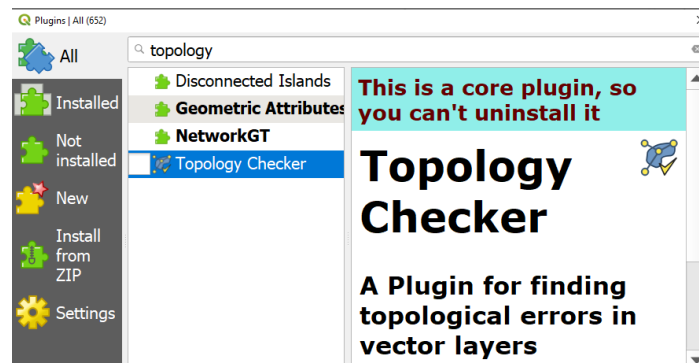 Plugins | All (652)
All
topology
Installed
Not
installed
New
Install
from
ZIP
Settings
Disconnected Islands
Geometric Attributes
NetworkGT
Topology Checker
This is a core plugin, so
you can't uninstall it
Topology
Checker
A Plugin for finding
topological errors in
vector layers